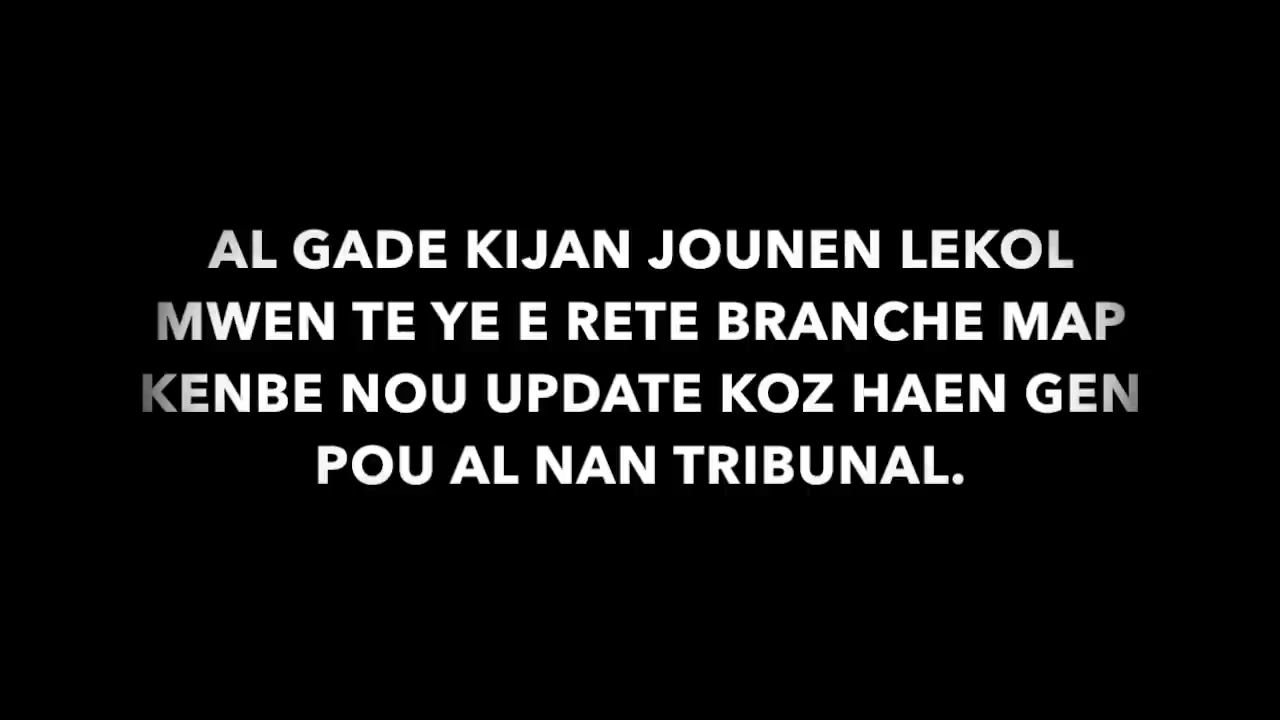 AL GADE KIJAN JOUNEN LEKOL
MWEN TE YE E RETE BRANCHE MAP
KENBE NOU UPDATE KOZ HAEN GEN
POU AL NAN TRIBUNAL.